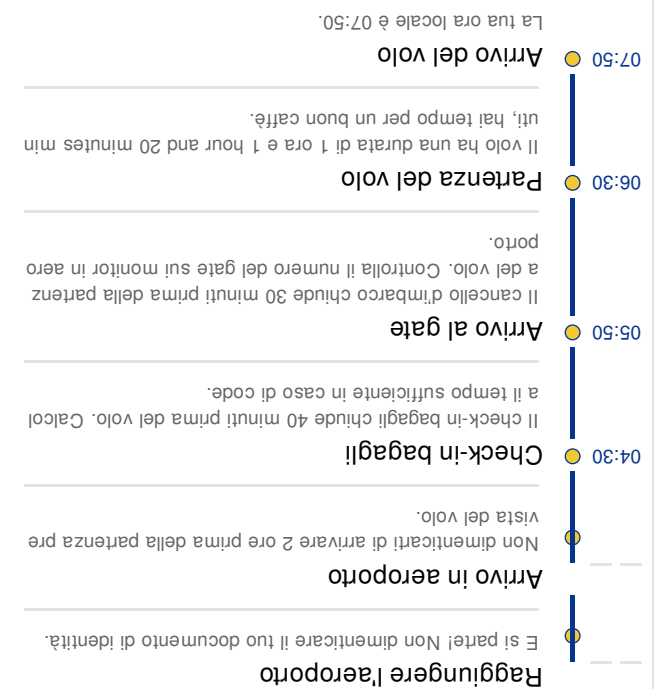 Raggiungere l'aeroporto
E si parte! Non dimenticare il tuo documento di identità.
Arrivo in aeroporto
Non dimenticarti di arrivare 2 ore prima della partenza pre
vista del volo.
04:30
Check-in bagagli
Il check-in bagagli chiude 40 minuti prima del volo. Calcol
a il tempo sufficiente in caso di code.
05:50
Arrivo al gate
Il cancello d'imbarco chiude 30 minuti prima della partenz
a del volo. Controlla il numero del gate sui monitor in aero
porto.
06:30
Partenza del volo
Il volo ha una durata di 1 ora e 1 hour and 20 minutes min
uti, hai tempo per un buon caffè.
07:50
Arrivo del volo
La tua ora locale è 07:50.